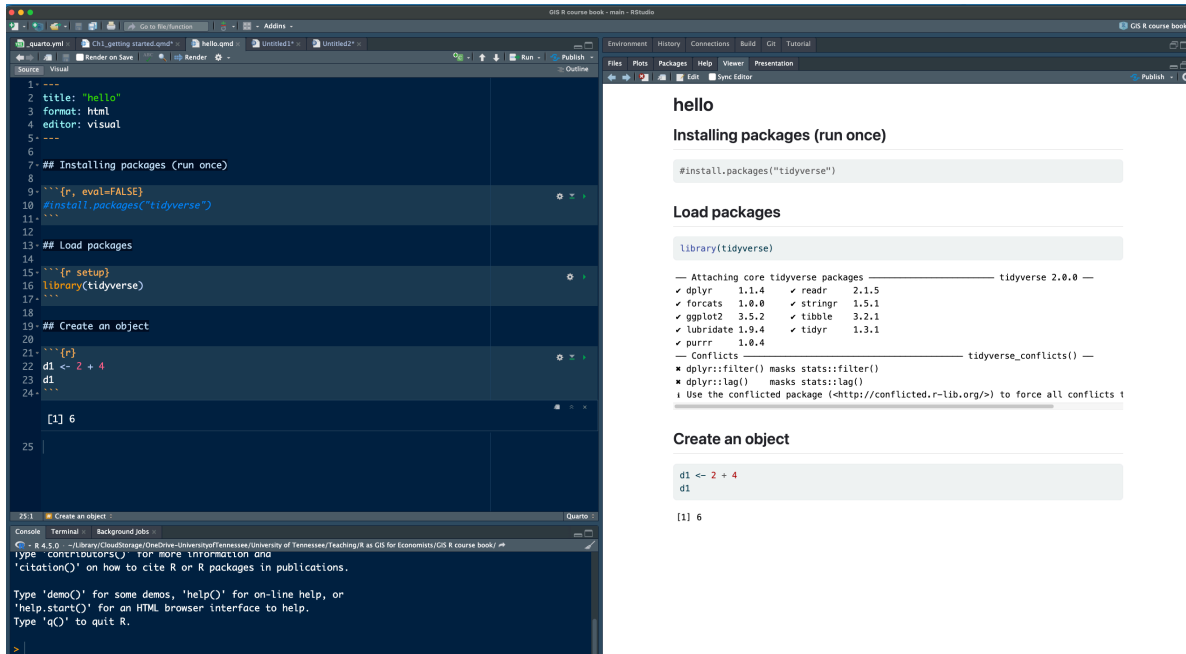 GIS R course book - main - RStudio
Go to file/function
Addins
GIS R course book
_quarto.yml
Ch1_getting started.qmd*
hello.qmd
Untitled1*
Untitled2*
Render on Save
Render
Run
Publish
Source
Visual
Outline
1 ---
2 title: "hello"
3 format: html
4 editor: visual
5 ---
6
7 ## Installing packages (run once)
8
9 ```{r, eval=FALSE}
10 #install.packages("tidyverse")
11 ```
12
13 ## Load packages
14
15 ```{r setup}
16 library(tidyverse)
17 ```
18
19 ## Create an object
20
21 ```{r}
22 d1 <- 2 + 4
23 d1
24 ```
[1] 6
25
25:1
Create an object
Quarto
Console
Terminal
Background Jobs
R 4.5.0 · ~/Library/CloudStorage/OneDrive-UniversityofTennessee/University of Tennessee/Teaching/R as GIS for Economists/GIS R course book/
Type 'contributors()' for more information and
'citation()' on how to cite R or R packages in publications.
Type 'demo()' for some demos, 'help()' for on-line help, or
'help.start()' for an HTML browser interface to help.
Type 'q()' to quit R.
>
Environment
History
Connections
Build
Git
Tutorial
Files
Plots
Packages
Help
Viewer
Presentation
Edit
Sync Editor
Publish
hello
Installing packages (run once)
#install.packages("tidyverse")
Load packages
library(tidyverse)
── Attaching core tidyverse packages ──────────────── tidyverse 2.0.0 ──
✔ dplyr 1.1.4 ✔ readr 2.1.5
✔ forcats 1.0.0 ✔ stringr 1.5.1
✔ ggplot2 3.5.2 ✔ tibble 3.2.1
✔ lubridate 1.9.4 ✔ tidyr 1.3.1
✔ purrr 1.0.4
── Conflicts ──────────────── tidyverse_conflicts() ──
✖ dplyr::filter() masks stats::filter()
✖ dplyr::lag() masks stats::lag()
ℹ Use the conflicted package (<http://conflicted.r-lib.org/>) to force all conflicts t
Create an object
d1 <- 2 + 4
d1
[1] 6